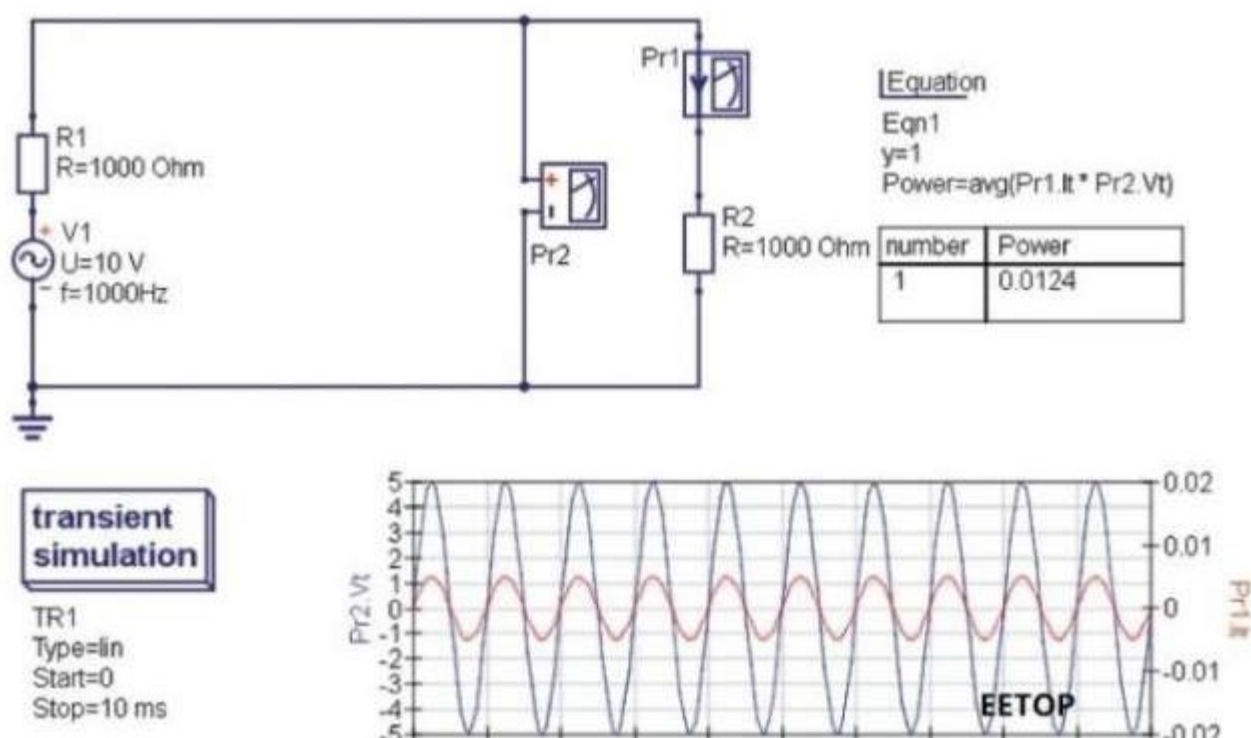 Pr1
Equation
Eqn1
y=1
Power=avg(Pr1.It * Pr2.Vt)
R1
R=1000 Ohm
V1
U=10 V
f=1000Hz
Pr2
R2
R=1000 Ohm
number Power
1 0.0124
transient
simulation
TR1
Type=lin
Start=0
Stop=10 ms
Pr2.Vt
5
4
3
2
1
0
-1
-2
-3
-4
-5
0.02
0.01
0
-0.01
-0.02
Pr1.It
EETOP